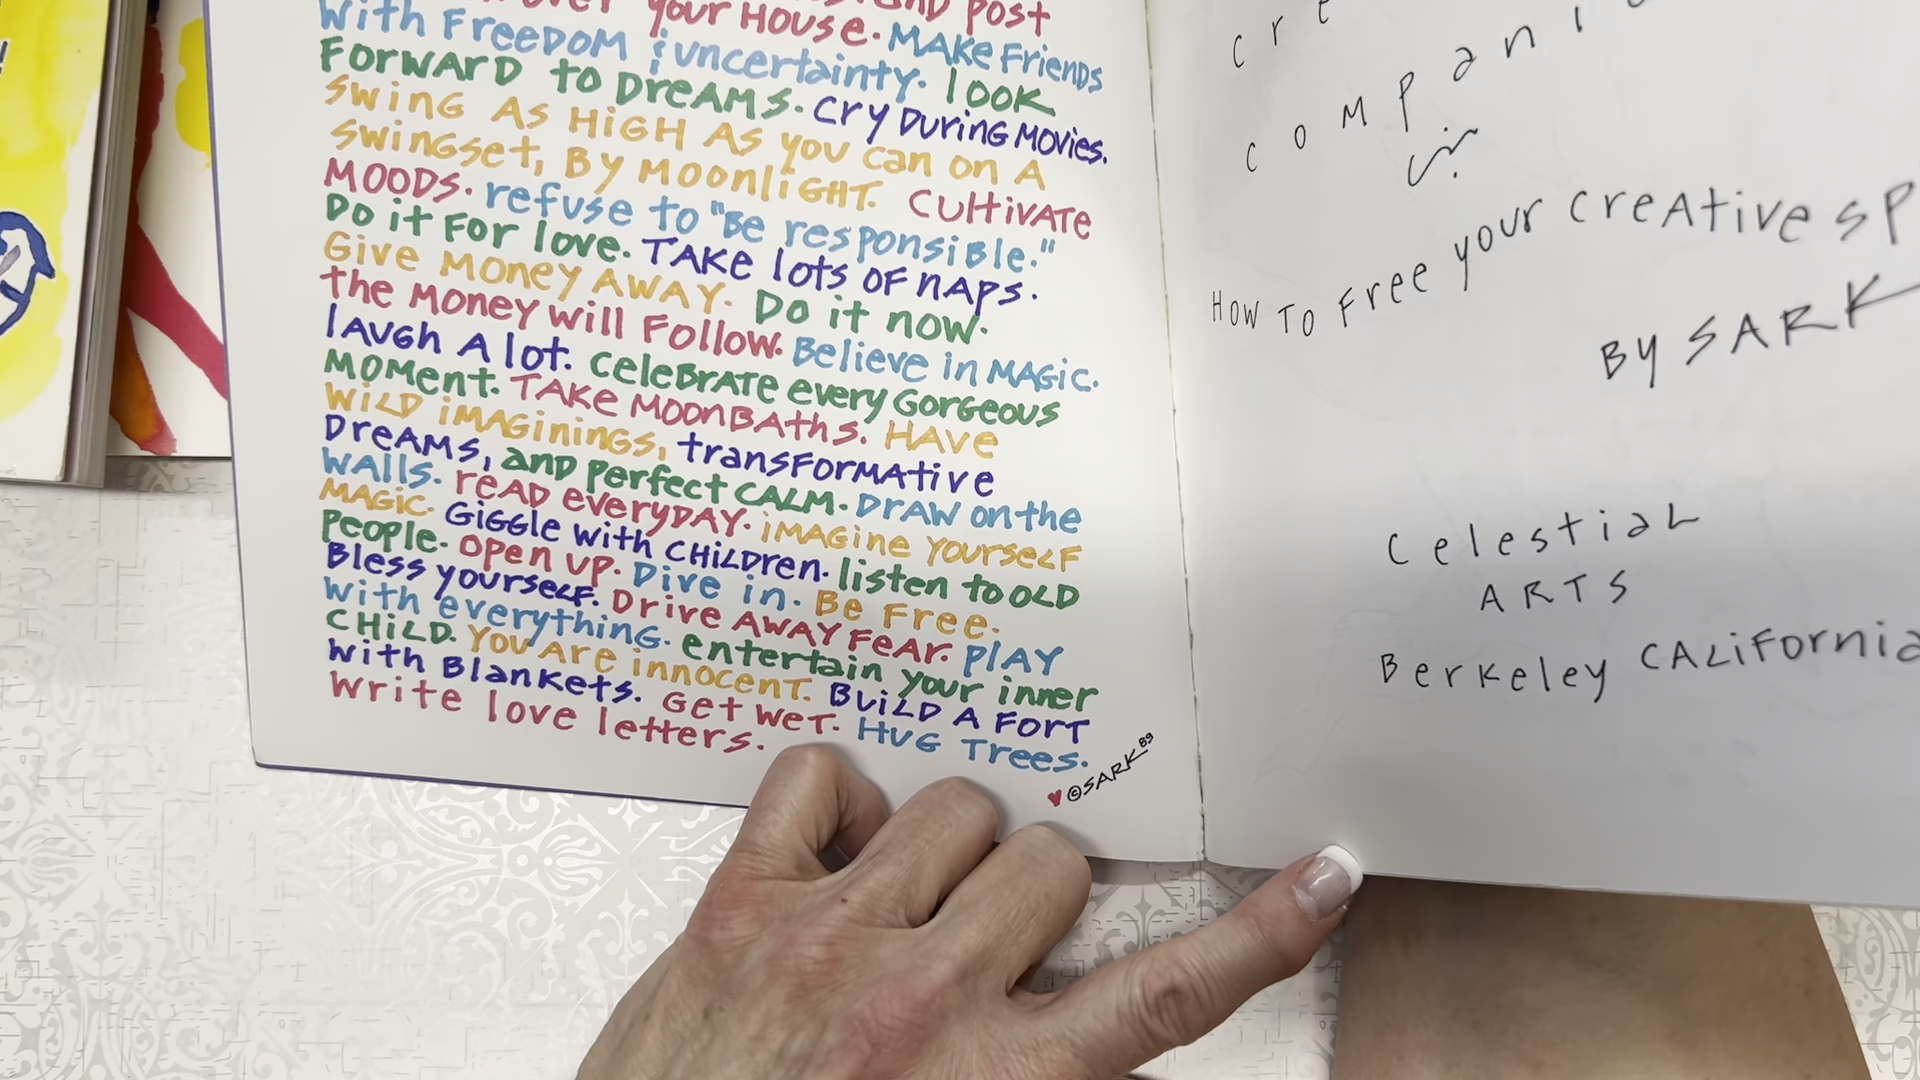 Your House. MAKE Friends
Post
with Freedom & uncertainty. look
Forward to Dreams. Cry During Movies.
Swing As High As you can on A
Swingset, By Moonlight. Cultivate
Moods. refuse to "Be responsible."
Do it For love. Take lots of naps.
Give Money Away. Do it now.
the Money will Follow. Believe in Magic.
laugh A lot. Celebrate every Gorgeous
Moment. Take Moonbaths. Have
Wild imaginings, transformative
Dreams, and perfect calm. Draw on the
Walls. read everyday. imagine yourself
Magic. Giggle with children. listen to old
People. Open up. Dive in. Be Free.
Bless yourself. Drive Away Fear. Play
with everything. entertain your inner
Child. You Are innocent. Build A Fort
with Blankets. Get wet. Hug Trees.
Write love letters.
©SARK 89
How To Free your creative sp
By SARK
Celestial
ARTS
Berkeley California